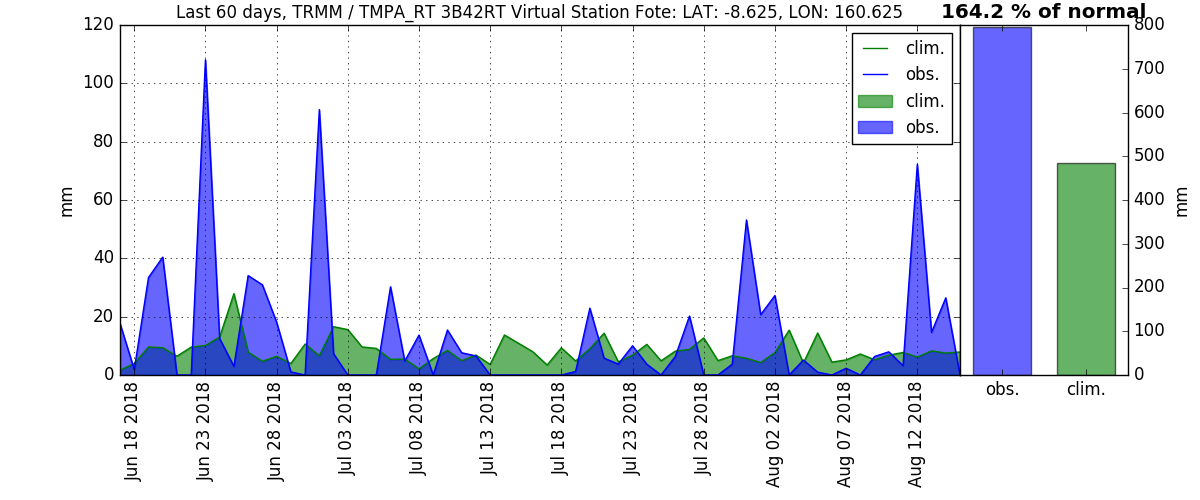 Last 60 days, TRMM / TMPA_RT 3B42RT Virtual Station Fote: LAT: -8.625, LON: 160.625
164.2 % of normal
120
100
80
60
40
20
0
mm
clim.
obs.
clim.
obs.
800
700
600
500
400
300
200
100
0
mm
Jun 18 2018
Jun 23 2018
Jun 28 2018
Jul 03 2018
Jul 08 2018
Jul 13 2018
Jul 18 2018
Jul 23 2018
Jul 28 2018
Aug 02 2018
Aug 07 2018
Aug 12 2018
obs.
clim.